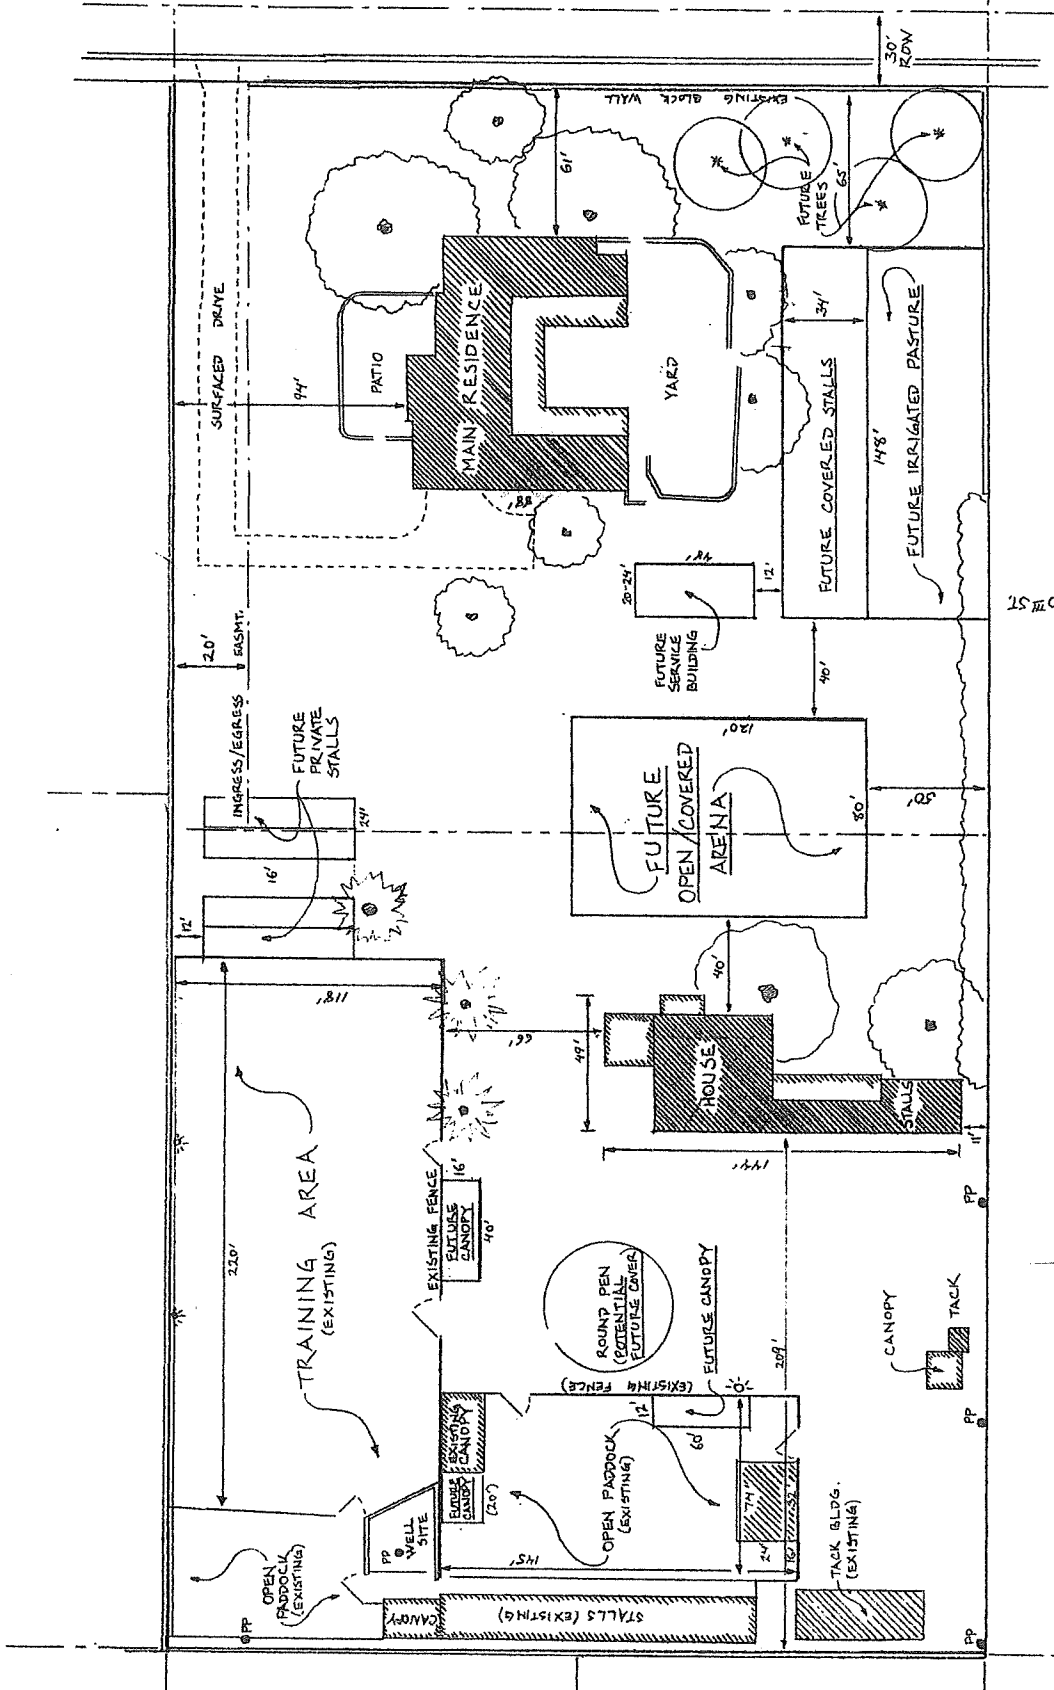 30'
ROW
EXISTING BLOCK WALL
61'
65'
FUTURE
TREES
SURFACED DRIVE
94'
PATIO
MAIN RESIDENCE
88'
YARD
34'
FUTURE COVERED STALLS
148'
FUTURE IRRIGATED PASTURE
20-24'
48'
12'
FUTURE
SERVICE
BUILDING
40'
20'
EASMT.
INGRESS/EGRESS
FUTURE
PRIVATE
STALLS
24'
16'
12'
120'
FUTURE
OPEN/COVERED
ARENA
80'
50'
40'
118'
66'
49'
HOUSE
STALLS
11'
144'
220'
TRAINING AREA
(EXISTING)
EXISTING FENCE
16'
FUTURE
CANOPY
40'
ROUND PEN
(POTENTIAL
FUTURE COVER)
FUTURE CANOPY
209'
PP
CANOPY
TACK
(EXISTING FENCE)
12'
60'
EXISTING
CANOPY
FUTURE
CANOPY
(20')
OPEN PADDOCK
(EXISTING)
74'
32'
24'
16'
PP
PP
WELL
SITE
145'
OPEN
PADDOCK
(EXISTING)
PP
CANOPY
STALLS (EXISTING)
TACK BLDG.
(EXISTING)
PP